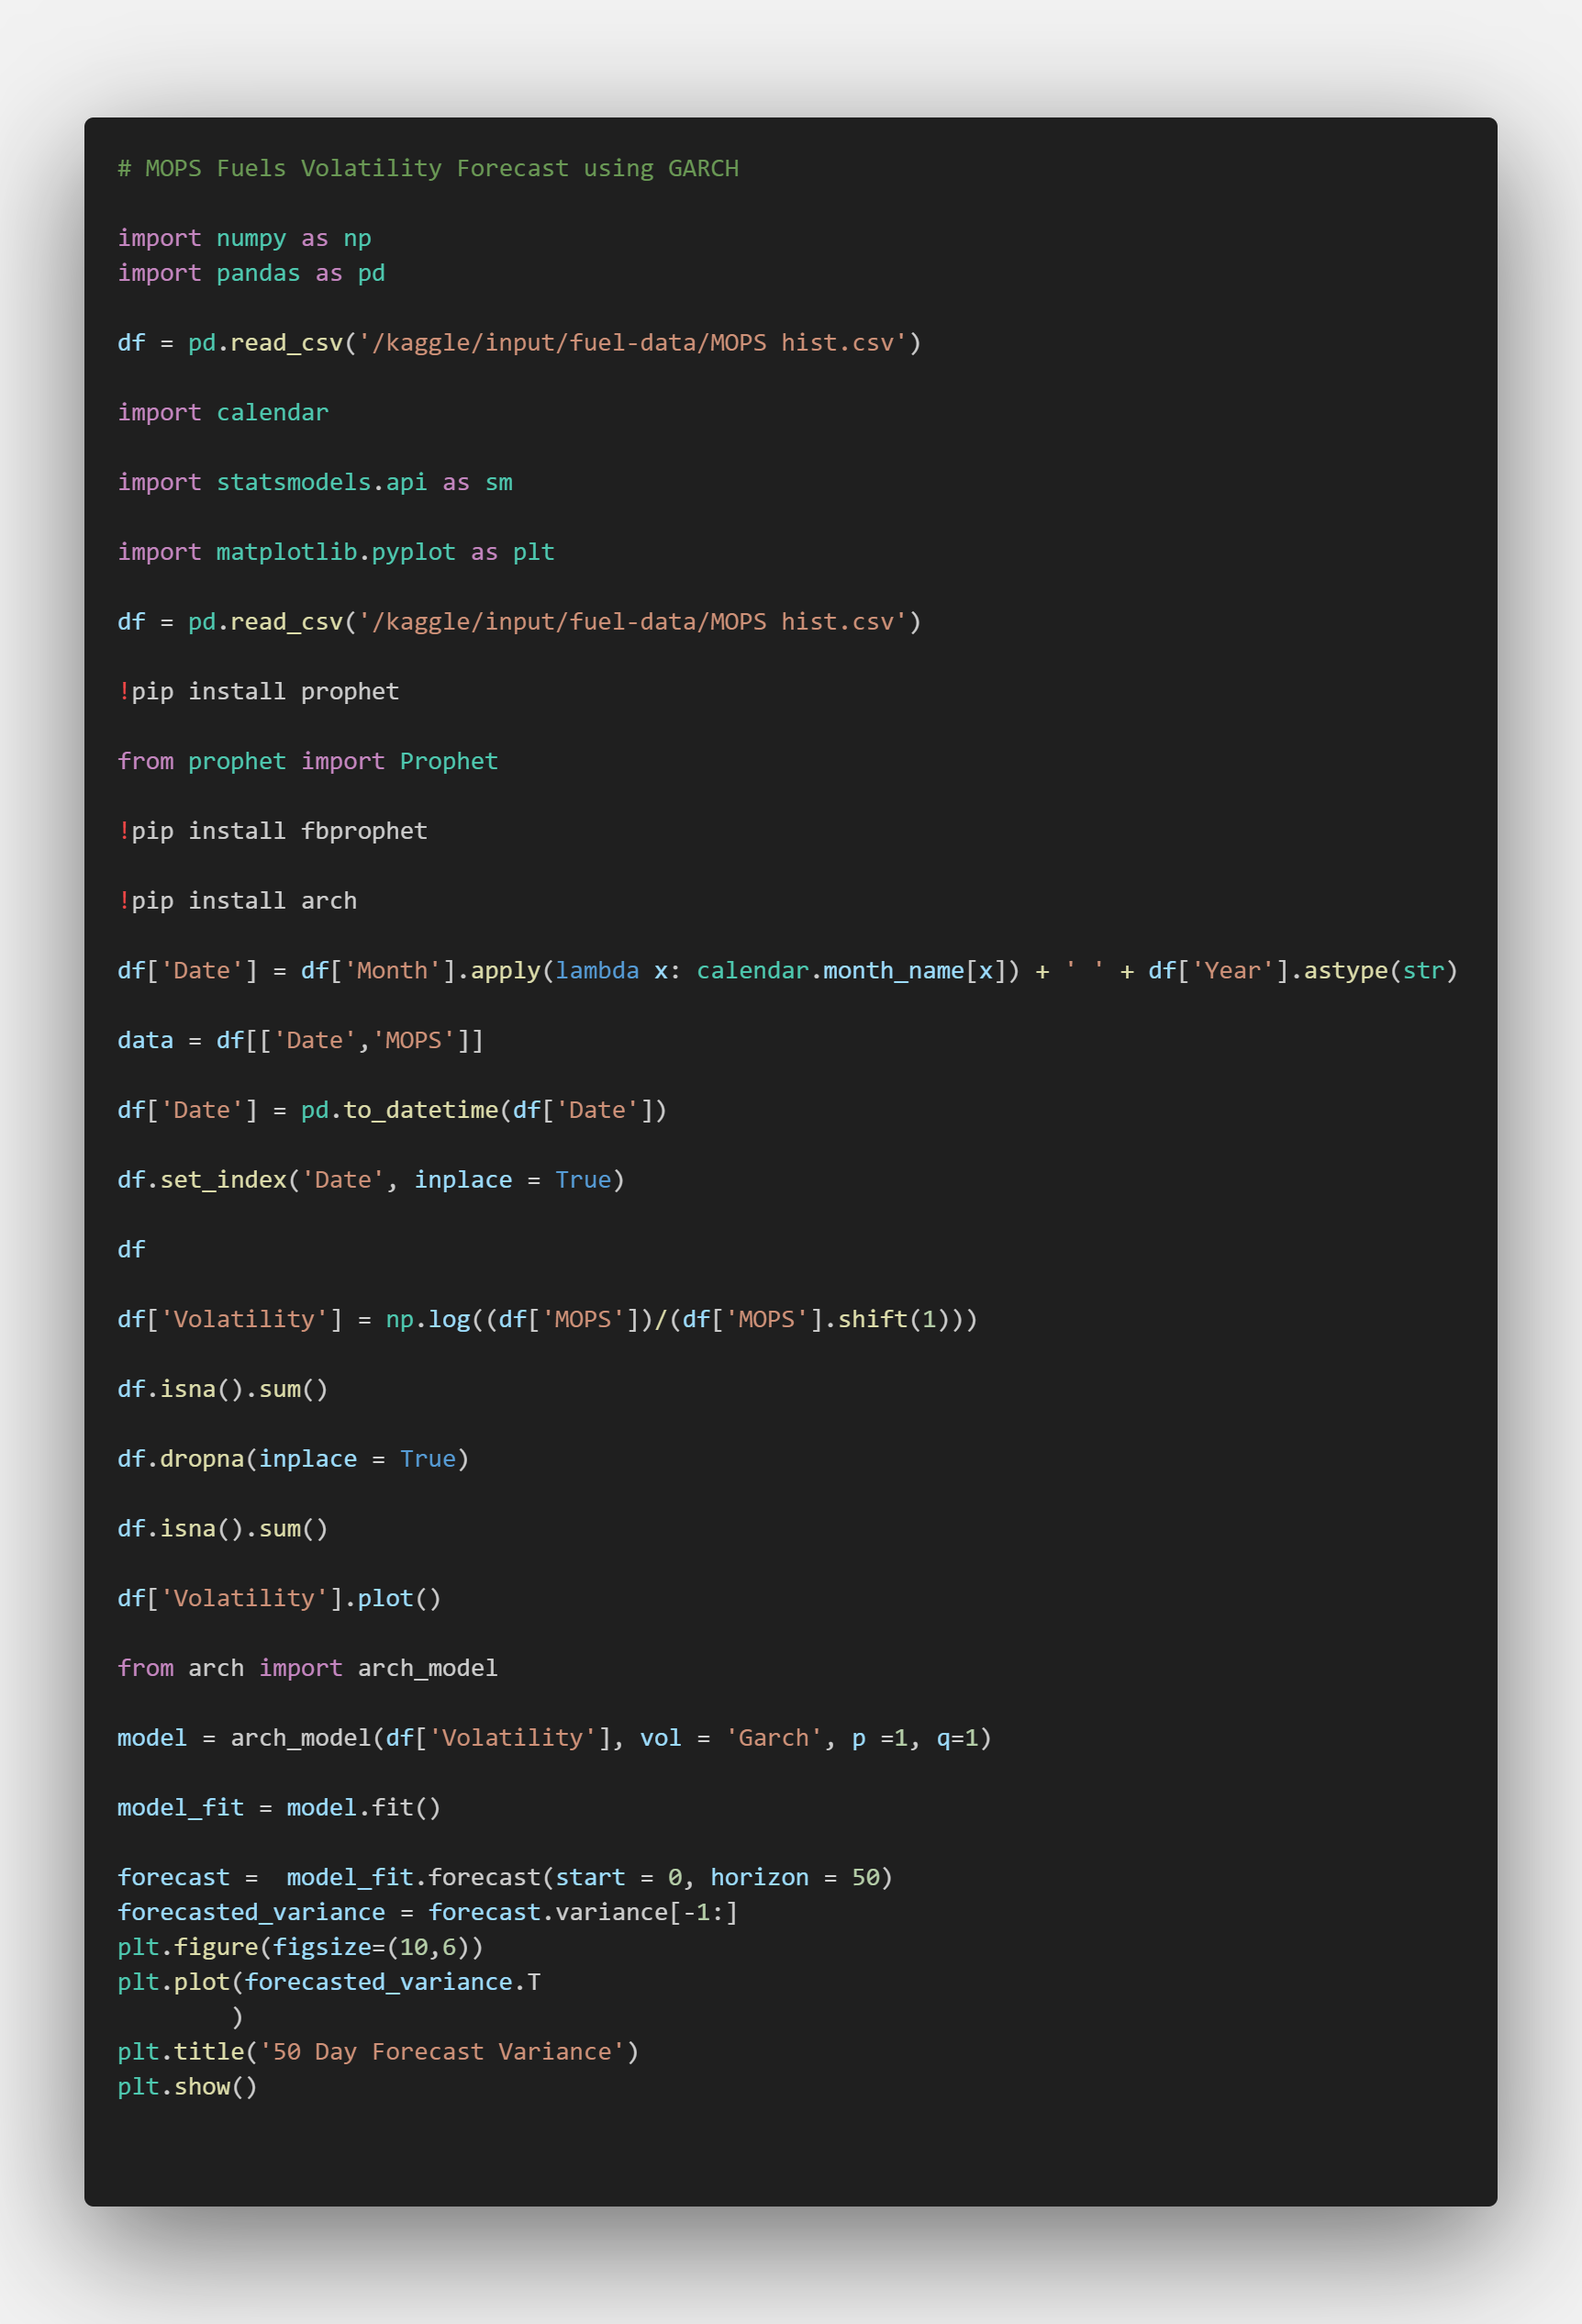 # MOPS Fuels Volatility Forecast using GARCH
import numpy as np
import pandas as pd
df = pd.read_csv('/kaggle/input/fuel-data/MOPS hist.csv')
import calendar
import statsmodels.api as sm
import matplotlib.pyplot as plt
df = pd.read_csv('/kaggle/input/fuel-data/MOPS hist.csv')
!pip install prophet
from prophet import Prophet
!pip install fbprophet
!pip install arch
df['Date'] = df['Month'].apply(lambda x: calendar.month_name[x]) + ' ' + df['Year'].astype(str)
data = df[['Date','MOPS']]
df['Date'] = pd.to_datetime(df['Date'])
df.set_index('Date', inplace = True)
df
df['Volatility'] = np.log((df['MOPS'])/(df['MOPS'].shift(1)))
df.isna().sum()
df.dropna(inplace = True)
df.isna().sum()
df['Volatility'].plot()
from arch import arch_model
model = arch_model(df['Volatility'], vol = 'Garch', p =1, q=1)
model_fit = model.fit()
forecast =  model_fit.forecast(start = 0, horizon = 50)
forecasted_variance = forecast.variance[-1:]
plt.figure(figsize=(10,6))
plt.plot(forecasted_variance.T
        )
plt.title('50 Day Forecast Variance')
plt.show()